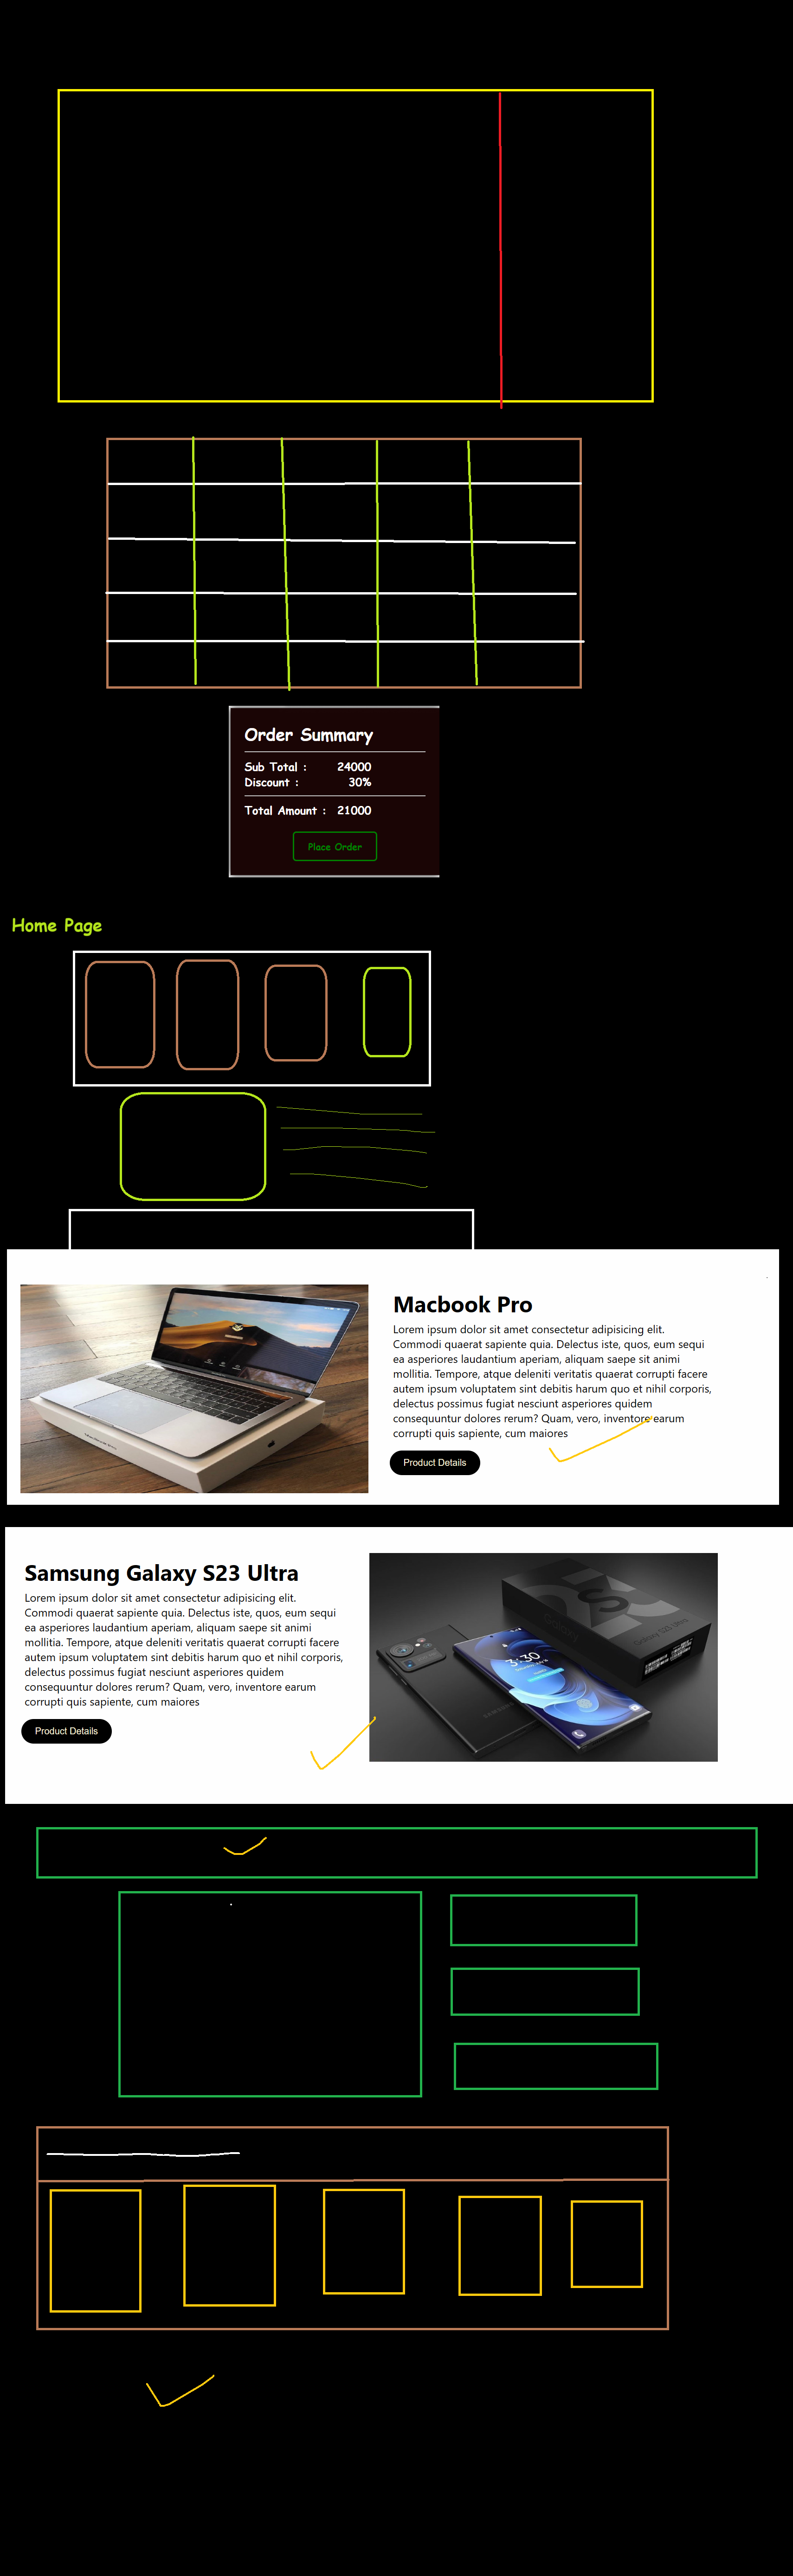 Order Summary
Sub Total : 24000
Discount : 30%
Total Amount : 21000
Place Order
Home Page
Macbook Pro
Lorem ipsum dolor sit amet consectetur adipisicing elit.
Commodi quaerat sapiente quia. Delectus iste, quos, eum sequi
ea asperiores laudantium aperiam, aliquam saepe sit animi
mollitia. Tempore, atque deleniti veritatis quaerat corrupti facere
autem ipsum voluptatem sint debitis harum quo et nihil corporis,
delectus possimus fugiat nesciunt asperiores quidem
consequuntur dolores rerum? Quam, vero, inventore earum
corrupti quis sapiente, cum maiores
Product Details
Samsung Galaxy S23 Ultra
Lorem ipsum dolor sit amet consectetur adipisicing elit.
Commodi quaerat sapiente quia. Delectus iste, quos, eum sequi
ea asperiores laudantium aperiam, aliquam saepe sit animi
mollitia. Tempore, atque deleniti veritatis quaerat corrupti facere
autem ipsum voluptatem sint debitis harum quo et nihil corporis,
delectus possimus fugiat nesciunt asperiores quidem
consequuntur dolores rerum? Quam, vero, inventore earum
corrupti quis sapiente, cum maiores
Product Details
3:30